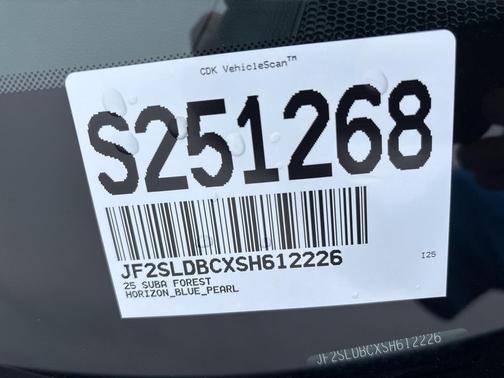 CDK VehicleScan™
S251268
JF2SLDBCXSH612226
25 SUBA FOREST
I25
HORIZON_BLUE_PEARL
JF2SLDBCXSH612226